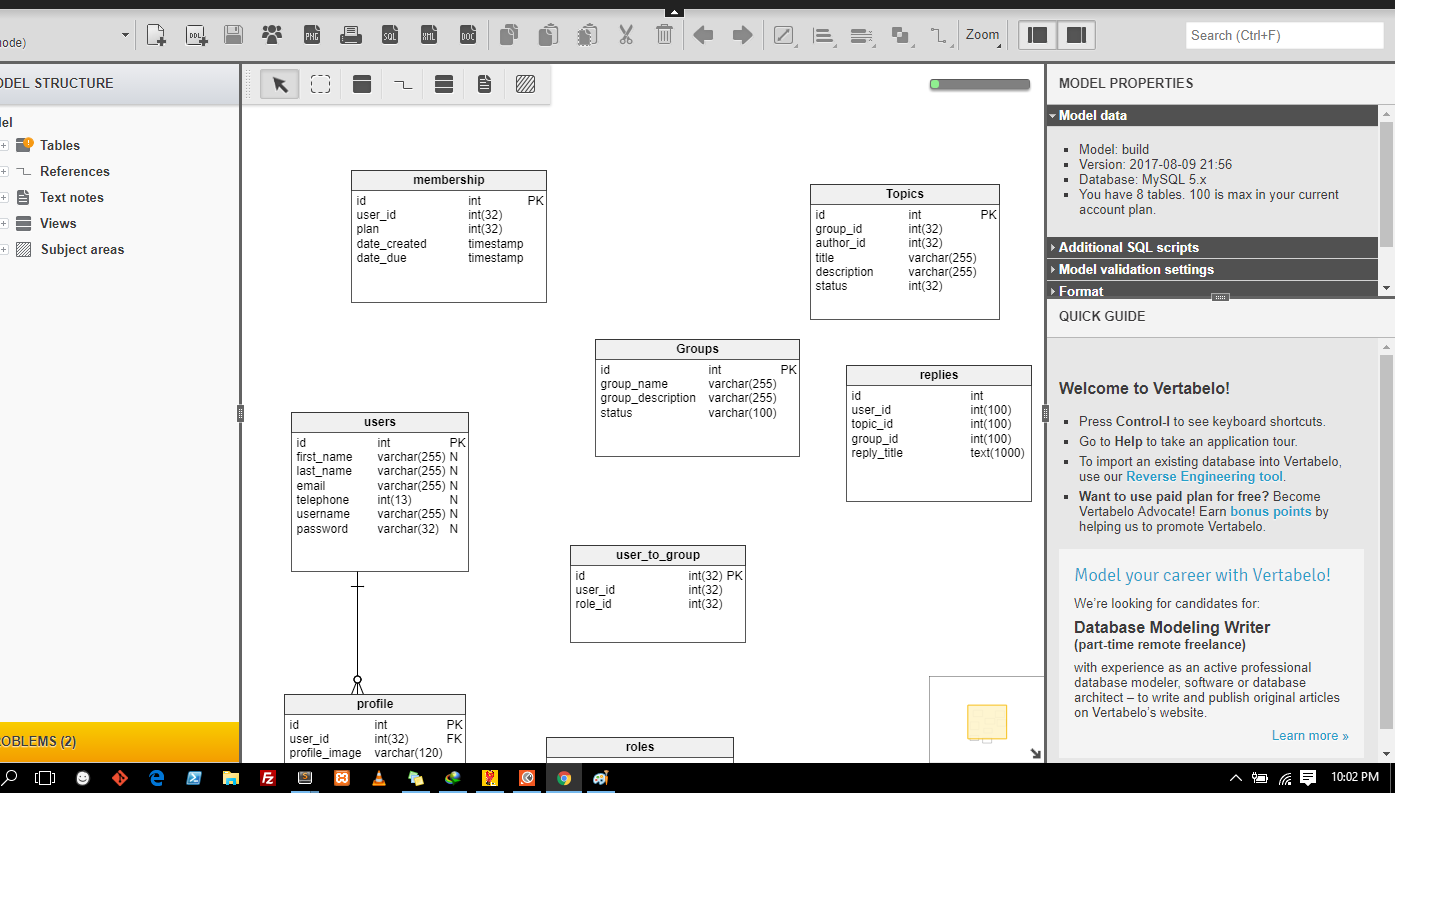 node)
PNG
SQL
XML
DOC
DDL
Zoom
Search (Ctrl+F)
ODEL STRUCTURE
MODEL PROPERTIES
el
Tables
References
Text notes
Views
Subject areas
OBLEMS (2)
membership
id int PK
user_id int(32)
plan int(32)
date_created timestamp
date_due timestamp
Topics
id int PK
group_id int(32)
author_id int(32)
title varchar(255)
description varchar(255)
status int(32)
Groups
id int PK
group_name varchar(255)
group_description varchar(255)
status varchar(100)
replies
id int
user_id int(100)
topic_id int(100)
group_id int(100)
reply_title text(1000)
users
id int PK
first_name varchar(255) N
last_name varchar(255) N
email varchar(255) N
telephone int(13) N
username varchar(255) N
password varchar(32) N
user_to_group
id int(32) PK
user_id int(32)
role_id int(32)
profile
id int PK
user_id int(32) FK
profile_image varchar(120)
roles
Model data
Model: build
Version: 2017-08-09 21:56
Database: MySQL 5.x
You have 8 tables. 100 is max in your current
account plan.
Additional SQL scripts
Model validation settings
Format
QUICK GUIDE
Welcome to Vertabelo!
Press Control-I to see keyboard shortcuts.
Go to Help to take an application tour.
To import an existing database into Vertabelo,
use our Reverse Engineering tool.
Want to use paid plan for free? Become
Vertabelo Advocate! Earn bonus points by
helping us to promote Vertabelo.
Model your career with Vertabelo!
We're looking for candidates for:
Database Modeling Writer
(part-time remote freelance)
with experience as an active professional
database modeler, software or database
architect – to write and publish original articles
on Vertabelo's website.
Learn more »
10:02 PM